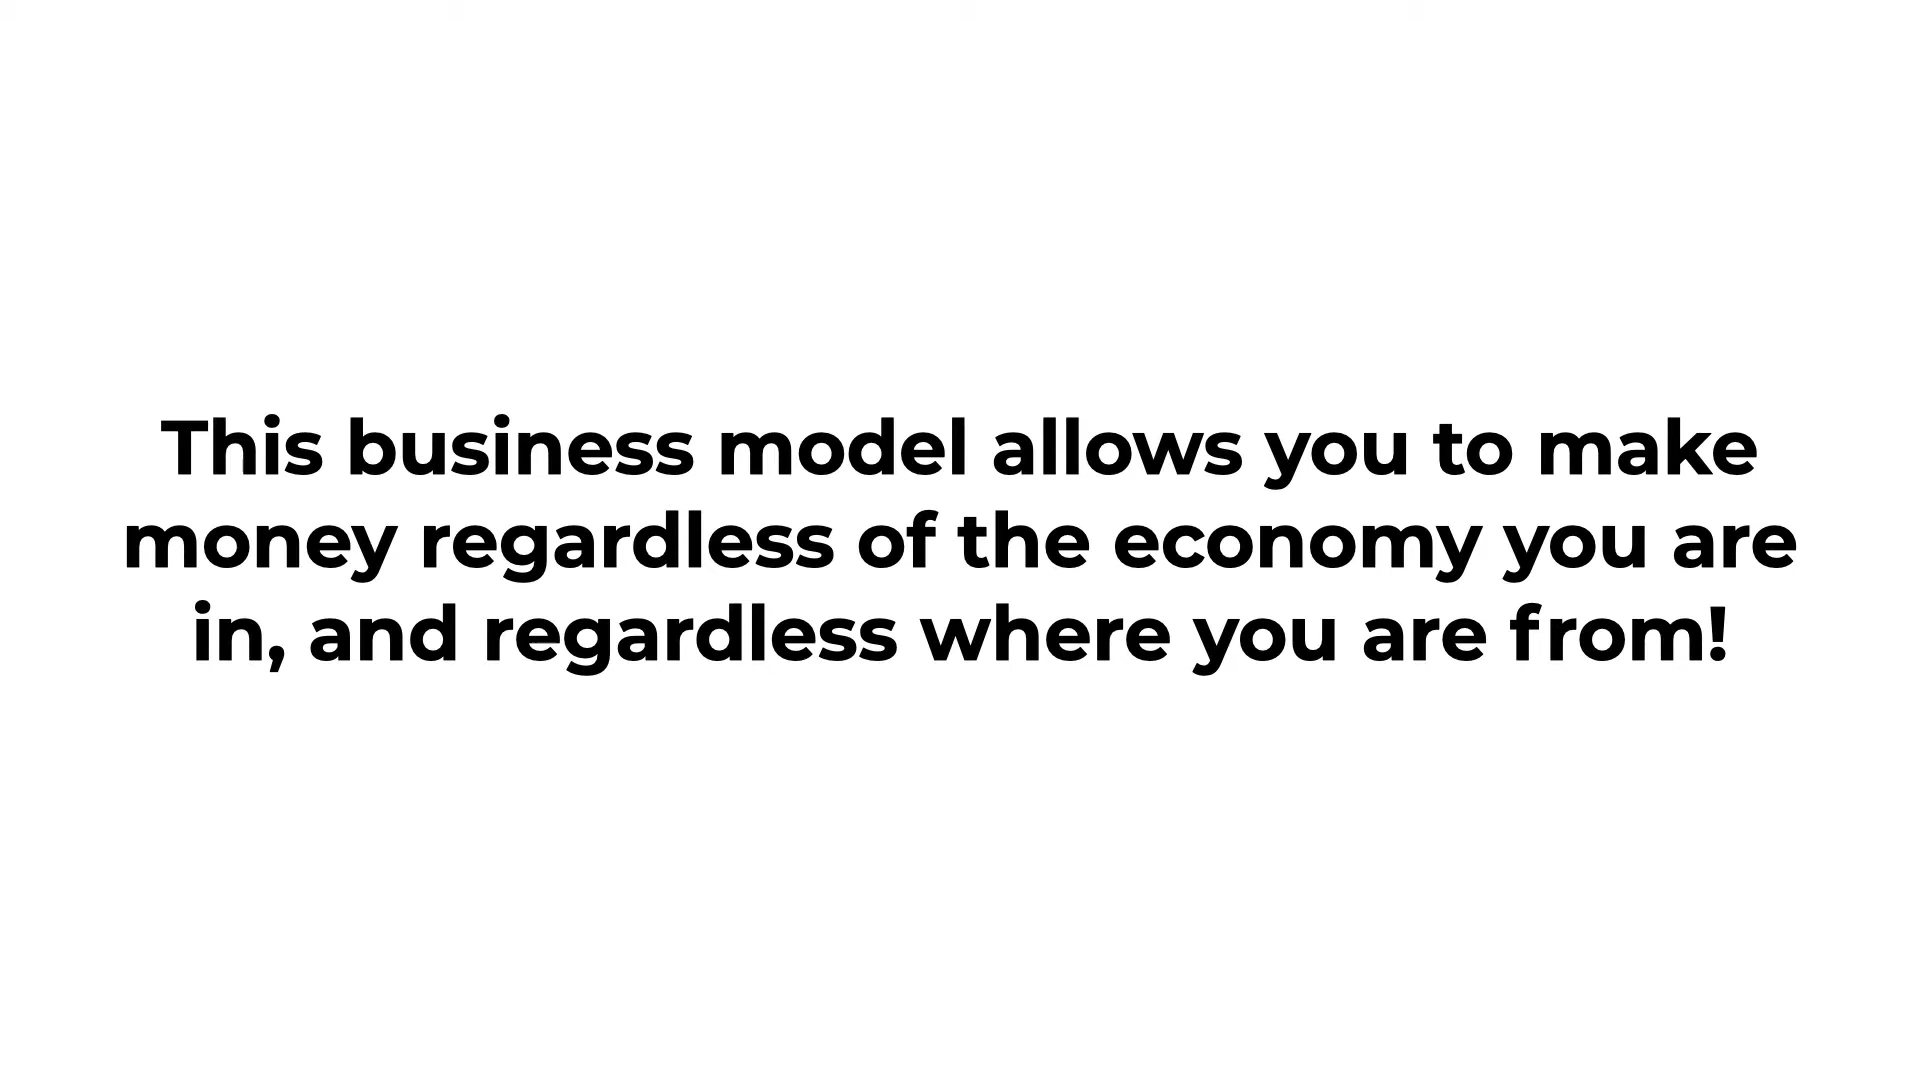 This business model allows you to make
money regardless of the economy you are
in, and regardless where you are from!